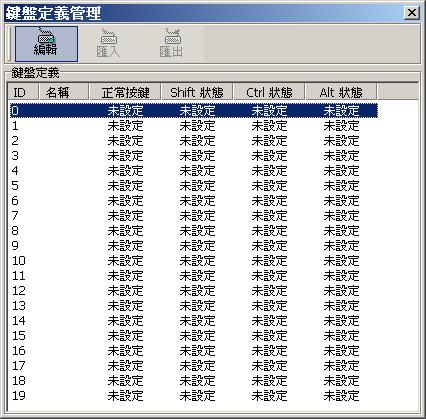 鍵盤定義管理
編輯 匯入 匯出
鍵盤定義
ID 名稱 正常按鍵 Shift 狀態 Ctrl 狀態 Alt 狀態
0 未設定 未設定 未設定 未設定
1 未設定 未設定 未設定 未設定
2 未設定 未設定 未設定 未設定
3 未設定 未設定 未設定 未設定
4 未設定 未設定 未設定 未設定
5 未設定 未設定 未設定 未設定
6 未設定 未設定 未設定 未設定
7 未設定 未設定 未設定 未設定
8 未設定 未設定 未設定 未設定
9 未設定 未設定 未設定 未設定
10 未設定 未設定 未設定 未設定
11 未設定 未設定 未設定 未設定
12 未設定 未設定 未設定 未設定
13 未設定 未設定 未設定 未設定
14 未設定 未設定 未設定 未設定
15 未設定 未設定 未設定 未設定
16 未設定 未設定 未設定 未設定
17 未設定 未設定 未設定 未設定
18 未設定 未設定 未設定 未設定
19 未設定 未設定 未設定 未設定